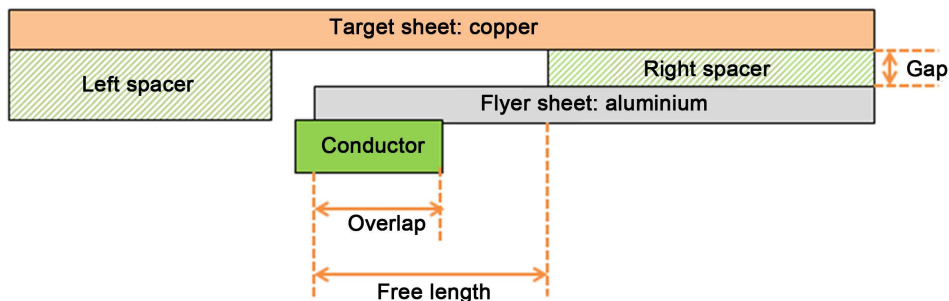 Target sheet: copper
Left spacer
Right spacer
Gap
Flyer sheet: aluminium
Conductor
Overlap
Free length